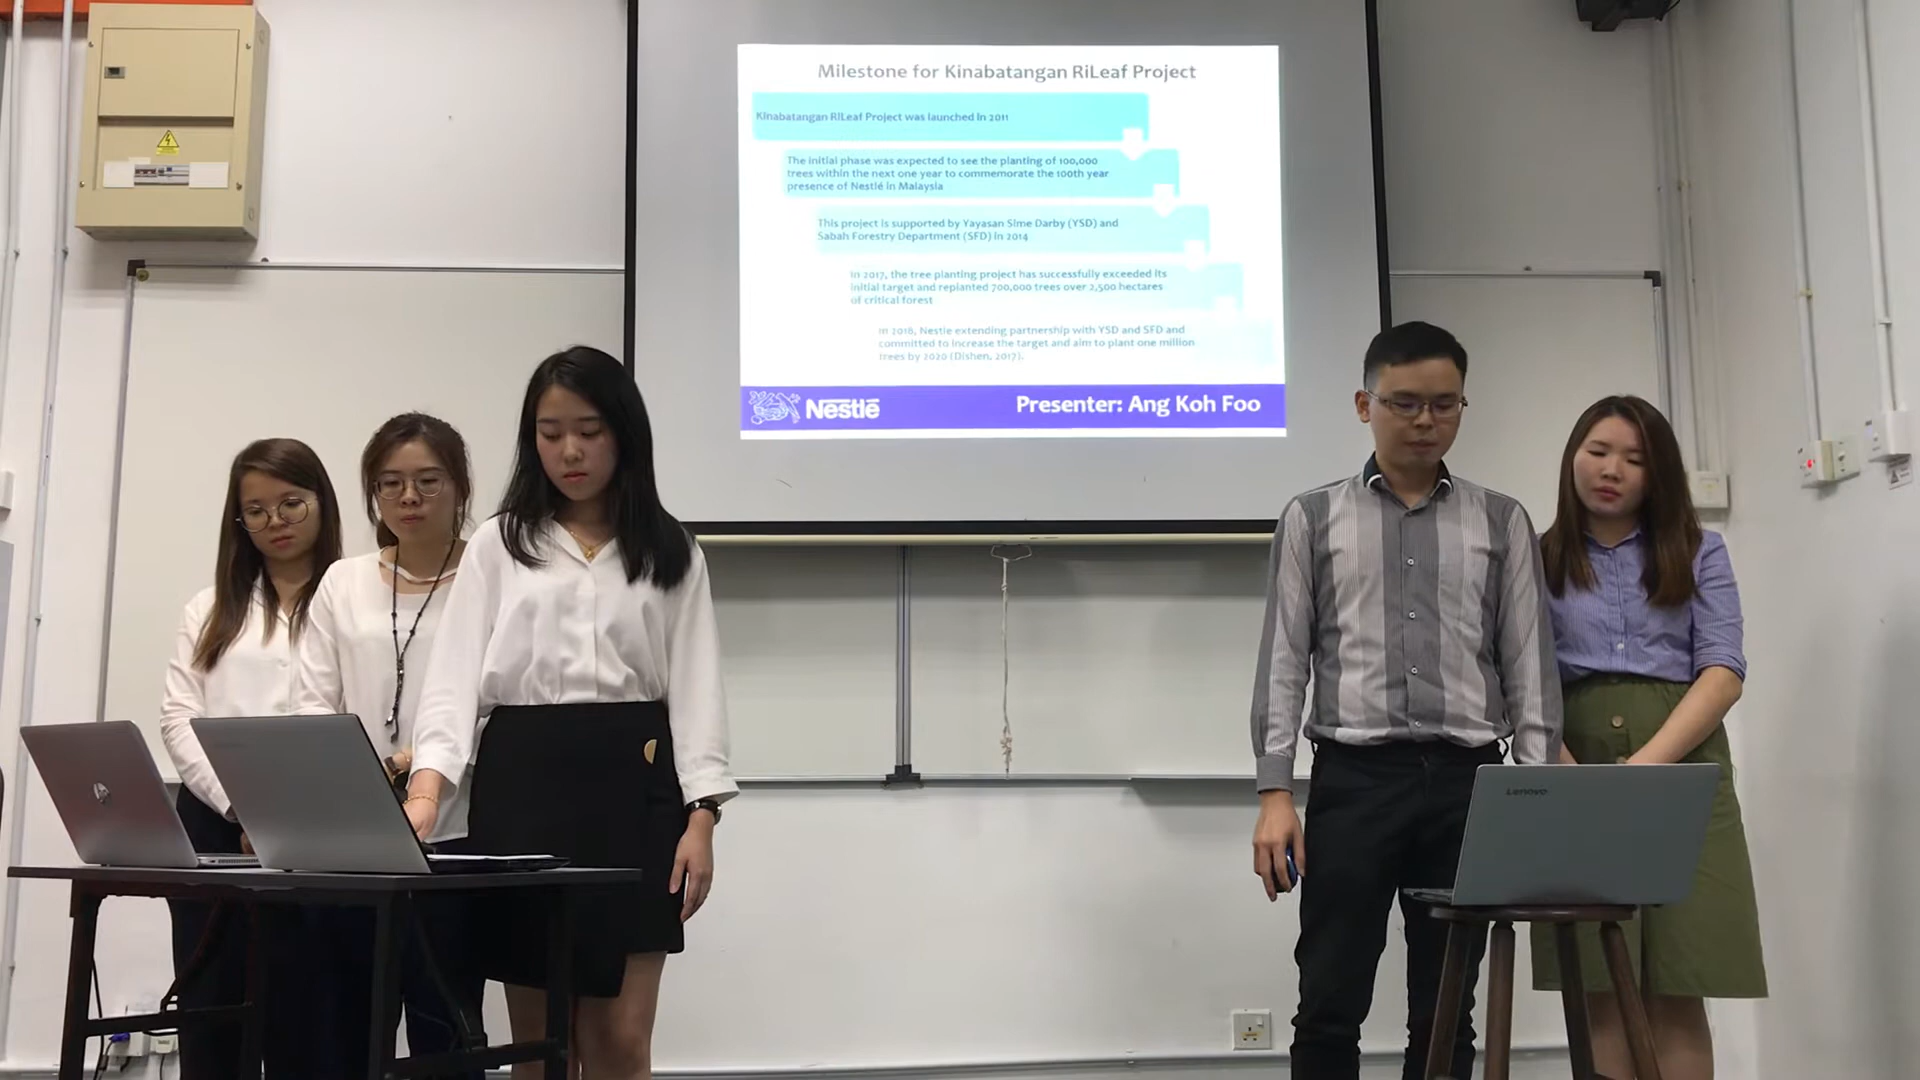 Milestone for Kinabatangan RiLeaf Project
Kinabatangan RiLeaf Project was launched in 2011
The initial phase was expected to see the planting of 100,000
trees within the next one year to commemorate the 100th year
presence of Nestlé in Malaysia
This project is supported by Yayasan Sime Darby (YSD) and
Sabah Forestry Department (SFD) in 2014
In 2017, the tree planting project has successfully exceeded its
initial target and replanted 700,000 trees over 2,500 hectares
of critical forest
In 2018, Nestle extending partnership with YSD and SFD and
committed to increase the target and aim to plant one million
trees by 2020 (Dishen, 2017).
Nestlé
Presenter: Ang Koh Foo
hp
Lenovo